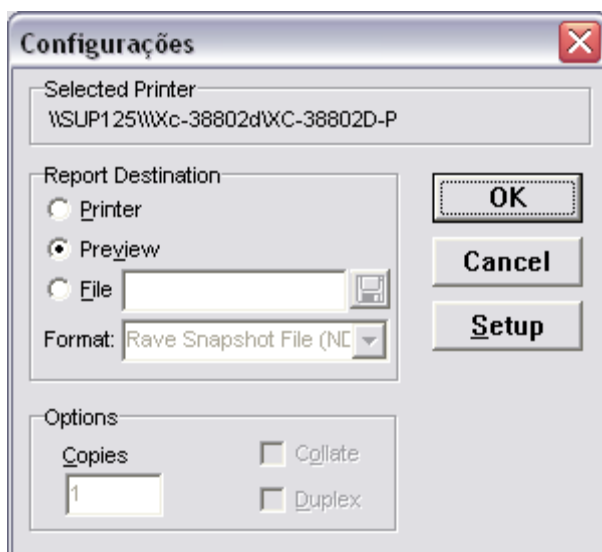 Configurações
Selected Printer
\\SUP125\\\Xc-38802d\XC-38802D-P
Report Destination
Printer
Preview
File
Format: Rave Snapshot File (ND
OK
Cancel
Setup
Options
Copies
1
Collate
Duplex